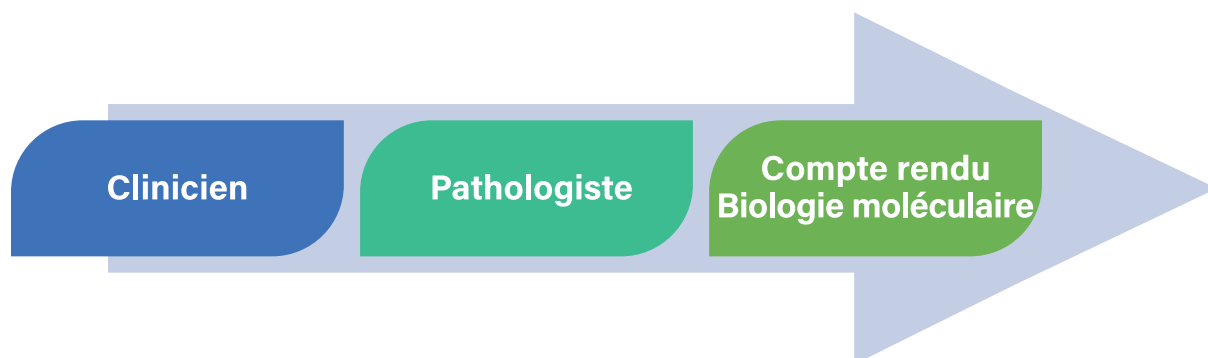 Clinicien
Pathologiste
Compte rendu
Biologie moléculaire